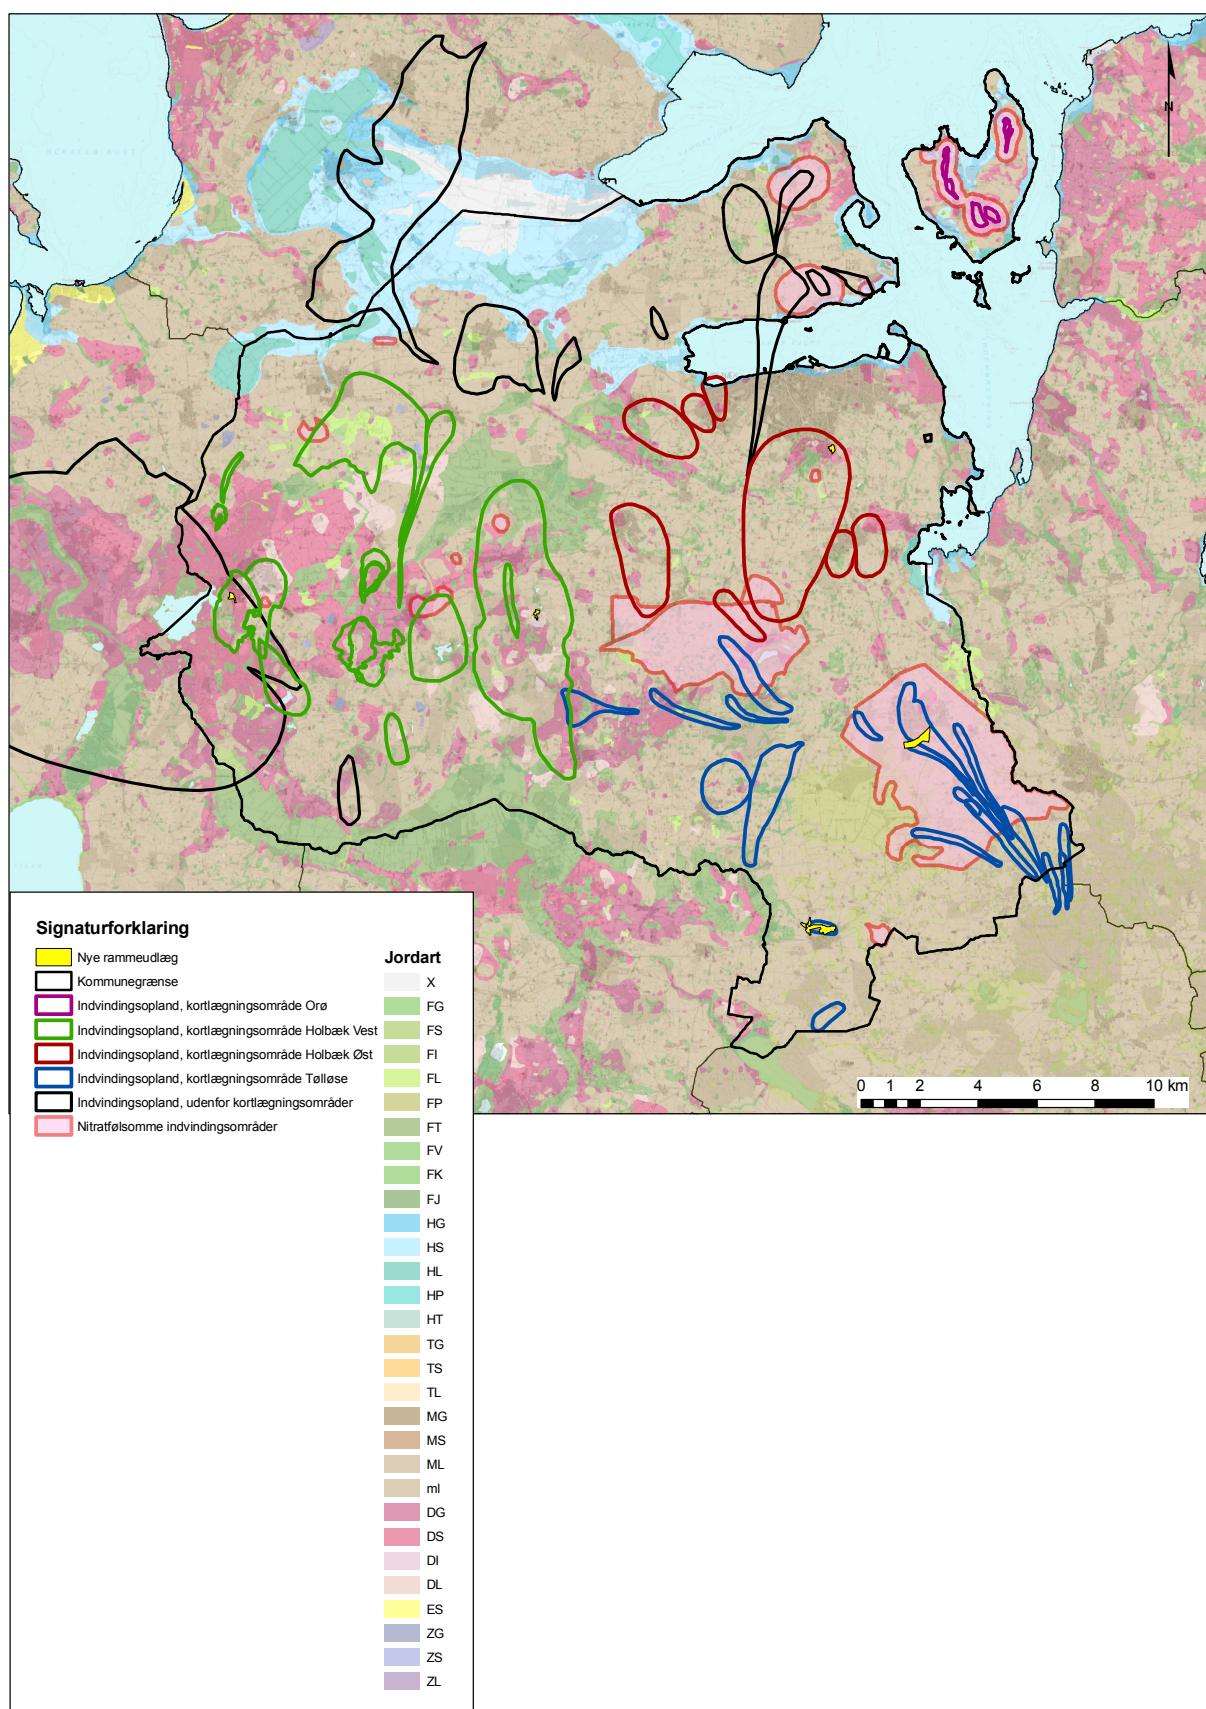 N
Signaturforklaring
Nye rammeudlæg
Kommunegrænse
Indvindingsopland, kortlægningsområde Orø
Indvindingsopland, kortlægningsområde Holbæk Vest
Indvindingsopland, kortlægningsområde Holbæk Øst
Indvindingsopland, kortlægningsområde Tølløse
Indvindingsopland, udenfor kortlægningsområder
Nitratfølsomme indvindingsområder
Jordart
X
FG
FS
FI
FL
FP
FT
FV
FK
FJ
HG
HS
HL
HP
HT
TG
TS
TL
MG
MS
ML
ml
DG
DS
DI
DL
ES
ZG
ZS
ZL
0 1 2 4 6 8 10 km